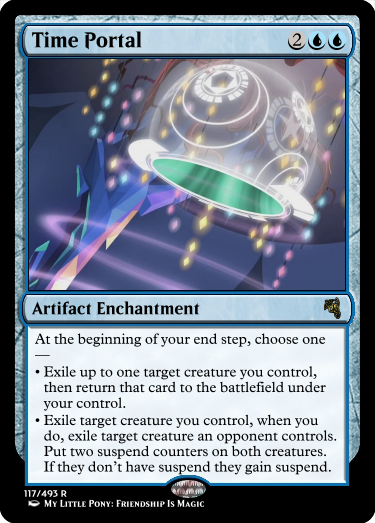 Time Portal 2
Artifact Enchantment
At the beginning of your end step, choose one
—
• Exile up to one target creature you control,
then return that card to the battlefield under
your control.
• Exile target creature you control, when you
do, exile target creature an opponent controls.
Put two suspend counters on both creatures.
If they don't have suspend they gain suspend.
117/493 R
My Little Pony: Friendship Is Magic